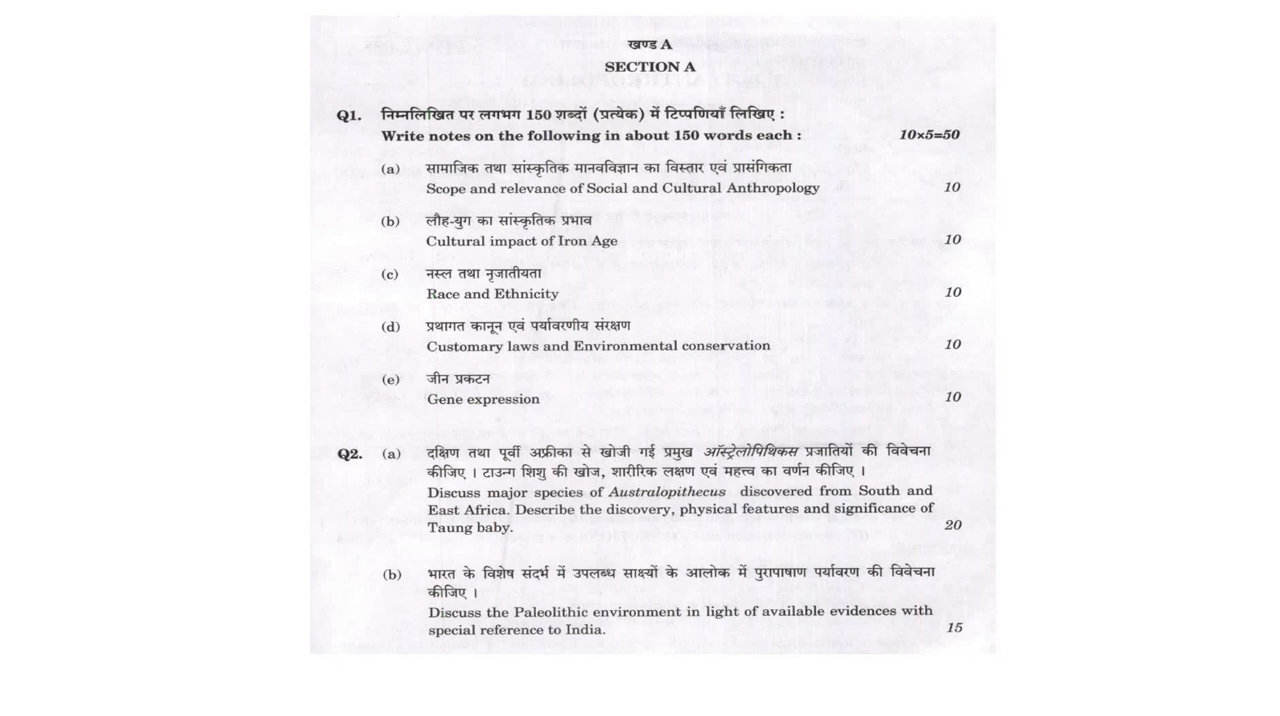 खण्ड A
SECTION A
Q1. निम्नलिखित पर लगभग 150 शब्दों (प्रत्येक) में टिप्पणियाँ लिखिए :
Write notes on the following in about 150 words each : 10×5=50
(a) सामाजिक तथा सांस्कृतिक मानवविज्ञान का विस्तार एवं प्रासंगिकता
Scope and relevance of Social and Cultural Anthropology 10
(b) लौह-युग का सांस्कृतिक प्रभाव
Cultural impact of Iron Age 10
(c) नस्ल तथा नृजातीयता
Race and Ethnicity 10
(d) प्रथागत कानून एवं पर्यावरणीय संरक्षण
Customary laws and Environmental conservation 10
(e) जीन प्रकटन
Gene expression 10
Q2. (a) दक्षिण तथा पूर्वी अफ्रीका से खोजी गई प्रमुख ऑस्ट्रेलोपिथिकस प्रजातियों की विवेचना
कीजिए । टाउन्ग शिशु की खोज, शारीरिक लक्षण एवं महत्त्व का वर्णन कीजिए ।
Discuss major species of Australopithecus discovered from South and
East Africa. Describe the discovery, physical features and significance of
Taung baby. 20
(b) भारत के विशेष संदर्भ में उपलब्ध साक्ष्यों के आलोक में पुरापाषाण पर्यावरण की विवेचना
कीजिए ।
Discuss the Paleolithic environment in light of available evidences with
special reference to India. 15